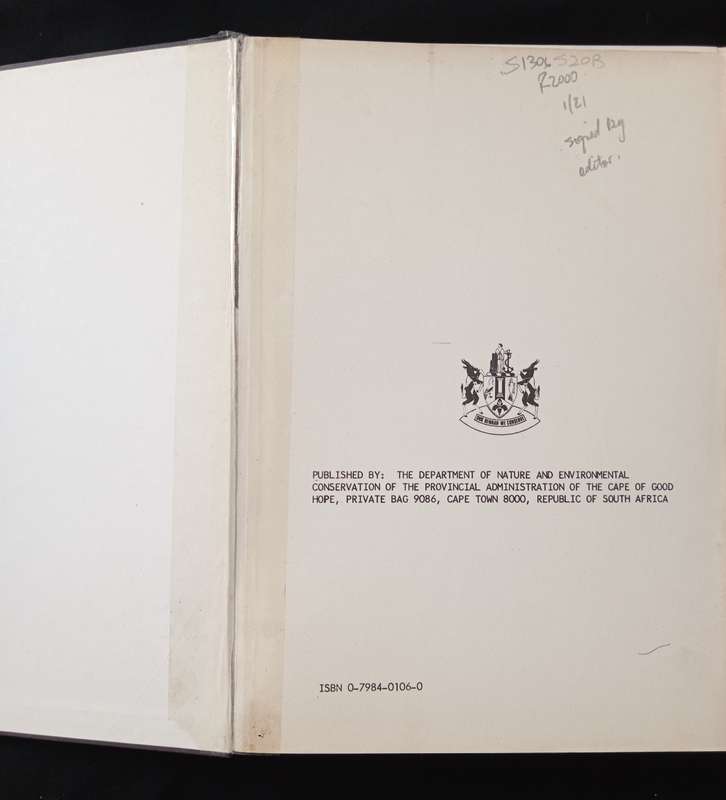 S1306520B
R2000
1/21
signed by
editor.
PUBLISHED BY: THE DEPARTMENT OF NATURE AND ENVIRONMENTAL
CONSERVATION OF THE PROVINCIAL ADMINISTRATION OF THE CAPE OF GOOD
HOPE, PRIVATE BAG 9086, CAPE TOWN 8000, REPUBLIC OF SOUTH AFRICA
ISBN 0-7984-0106-0